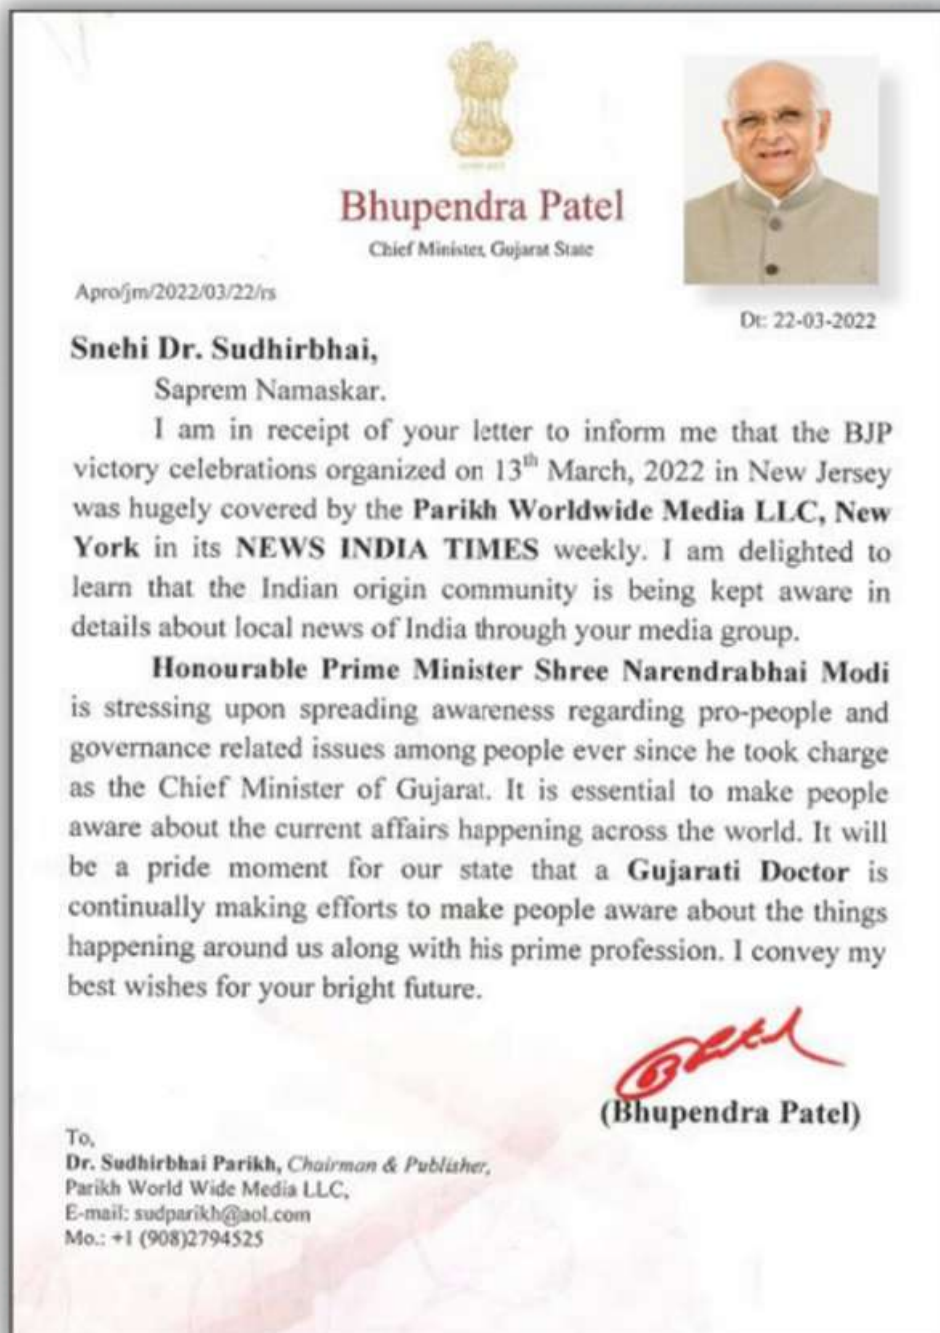 Bhupendra Patel
Chief Minister, Gujarat State
Apro/jm/2022/03/22/rs
Dt: 22-03-2022
Snehi Dr. Sudhirbhai,
Saprem Namaskar.
I am in receipt of your letter to inform me that the BJP
victory celebrations organized on 13th March, 2022 in New Jersey
was hugely covered by the Parikh Worldwide Media LLC, New
York in its NEWS INDIA TIMES weekly. I am delighted to
learn that the Indian origin community is being kept aware in
details about local news of India through your media group.
Honourable Prime Minister Shree Narendrabhai Modi
is stressing upon spreading awareness regarding pro-people and
governance related issues among people ever since he took charge
as the Chief Minister of Gujarat. It is essential to make people
aware about the current affairs happening across the world. It will
be a pride moment for our state that a Gujarati Doctor is
continually making efforts to make people aware about the things
happening around us along with his prime profession. I convey my
best wishes for your bright future.
(Bhupendra Patel)
To,
Dr. Sudhirbhai Parikh, Chairman & Publisher,
Parikh World Wide Media LLC,
E-mail: sudparikh@aol.com
Mo.: +1 (908)2794525